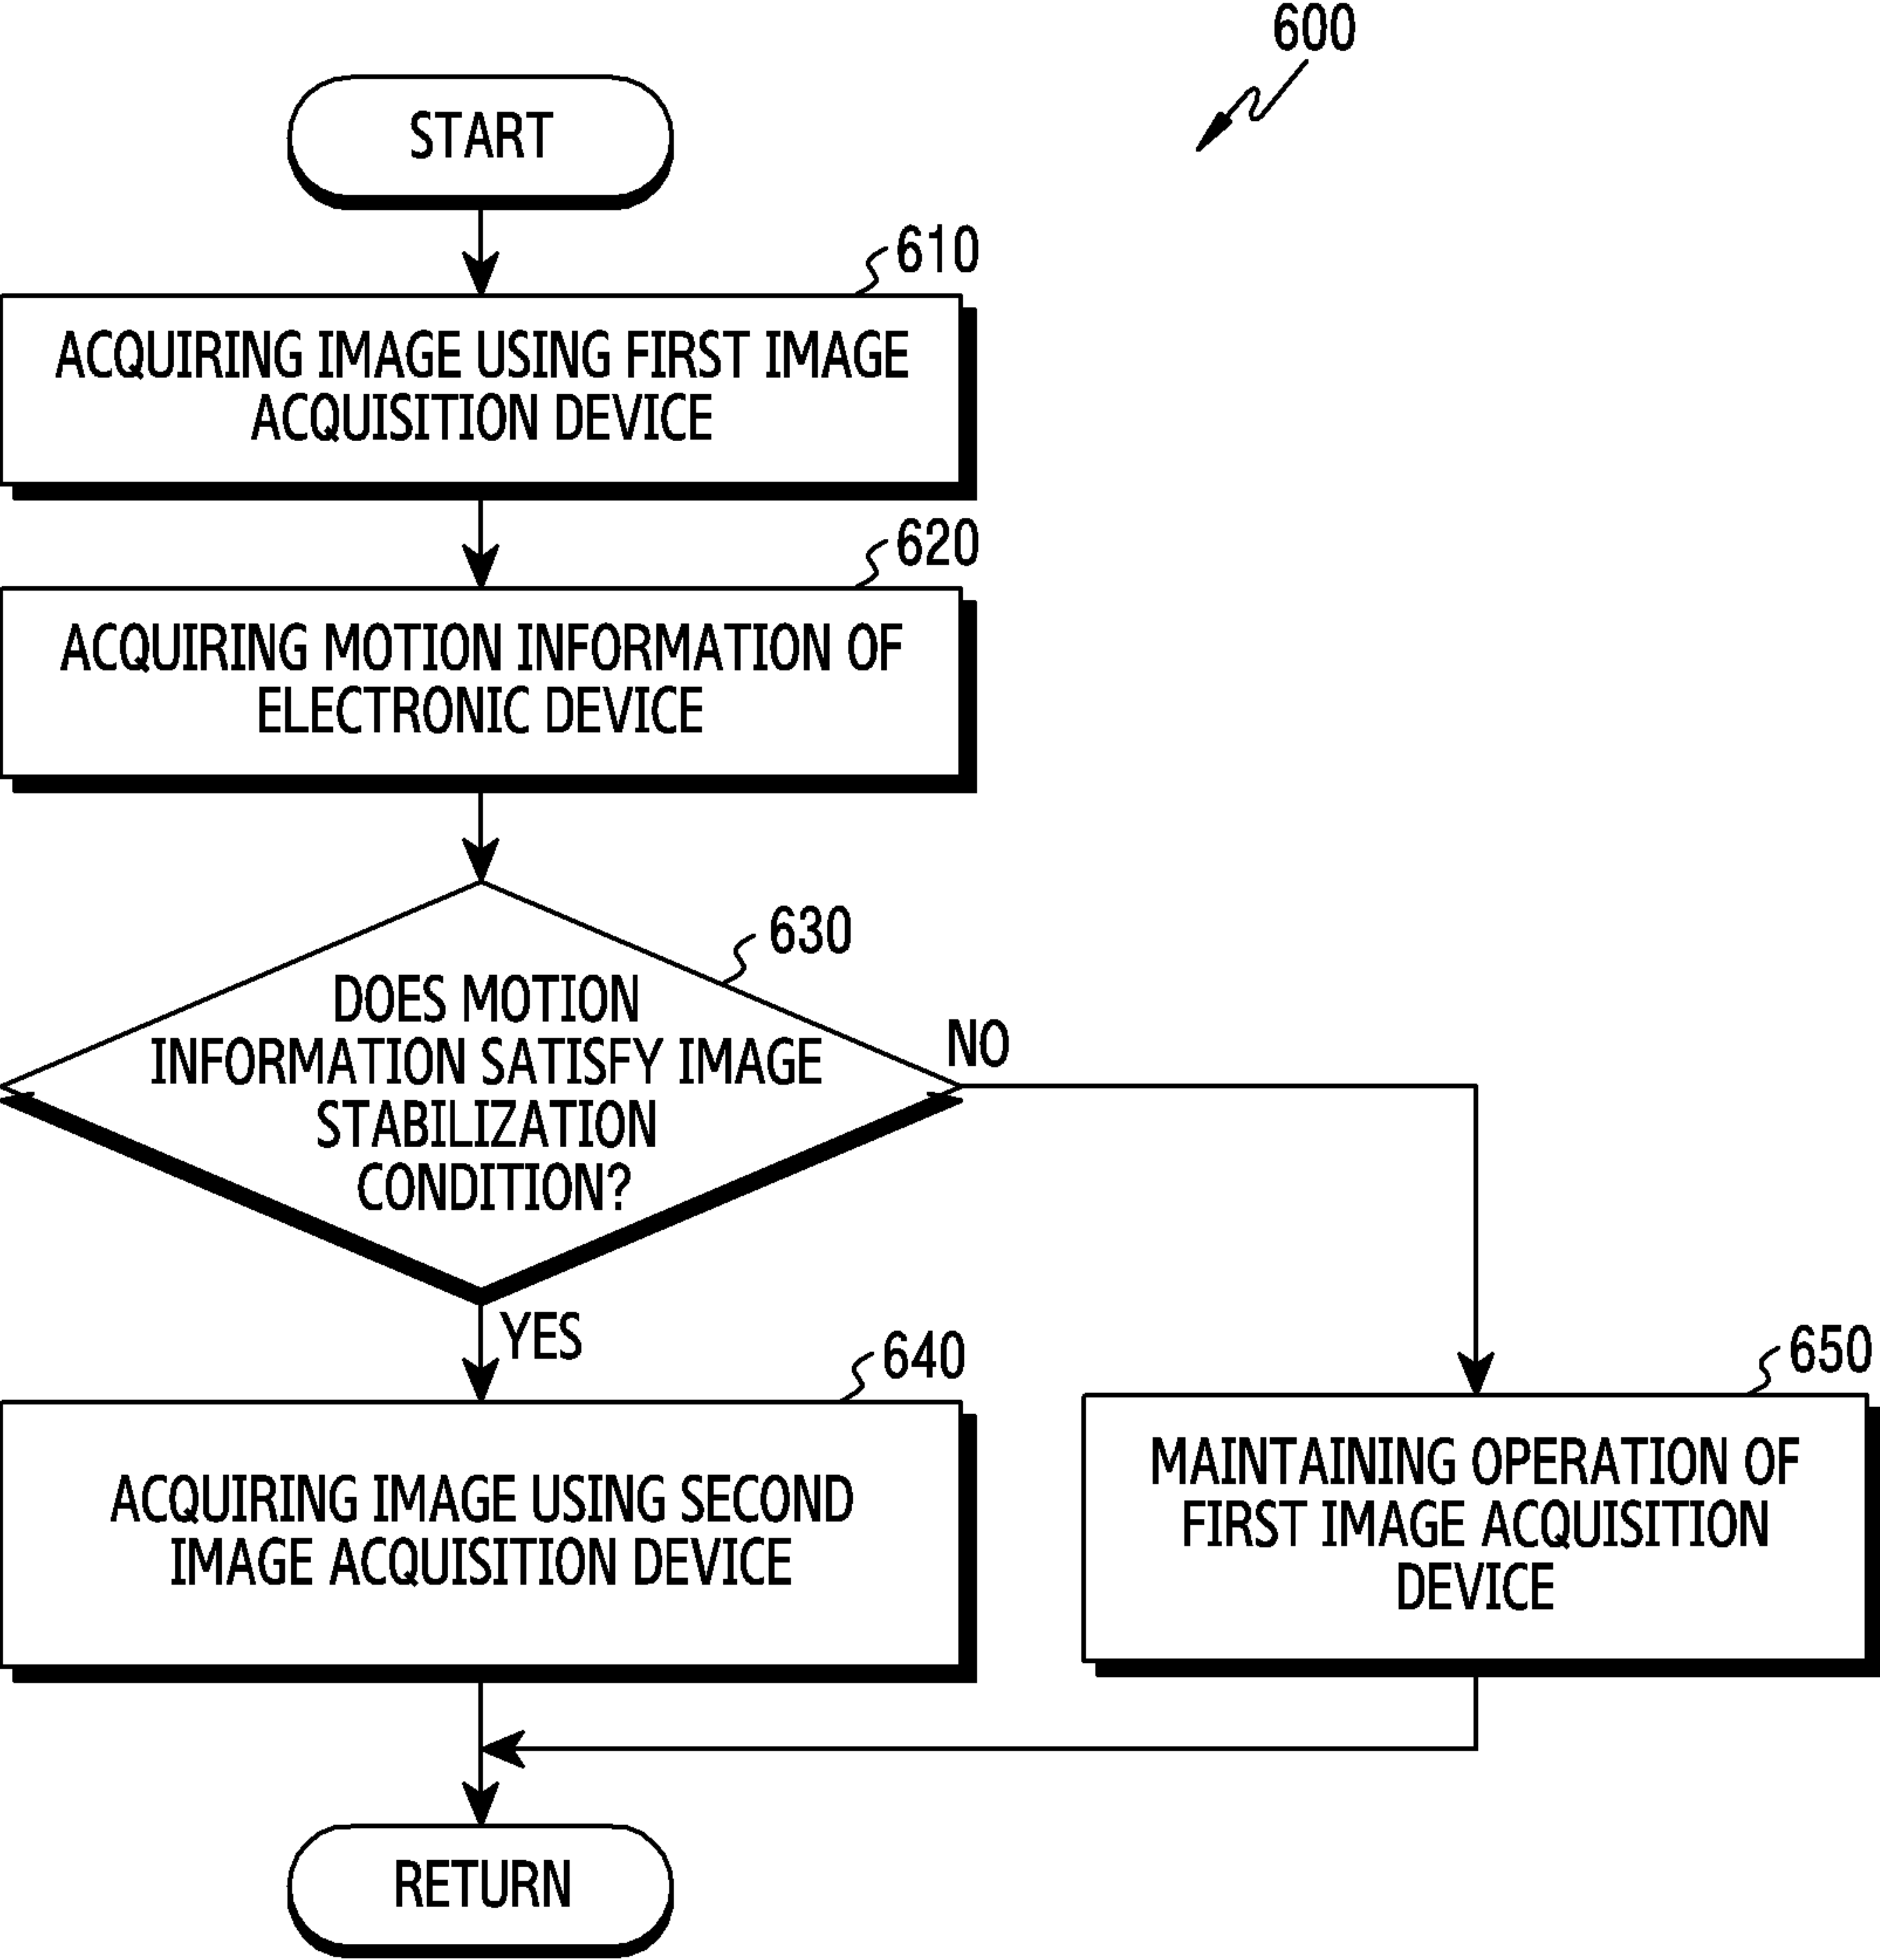 600
START
610
ACQUIRING IMAGE USING FIRST IMAGE
ACQUISITION DEVICE
620
ACQUIRING MOTION INFORMATION OF
ELECTRONIC DEVICE
630
DOES MOTION
INFORMATION SATISFY IMAGE
STABILIZATION
CONDITION?
NO
YES
640
ACQUIRING IMAGE USING SECOND
IMAGE ACQUISITION DEVICE
650
MAINTAINING OPERATION OF
FIRST IMAGE ACQUISITION
DEVICE
RETURN